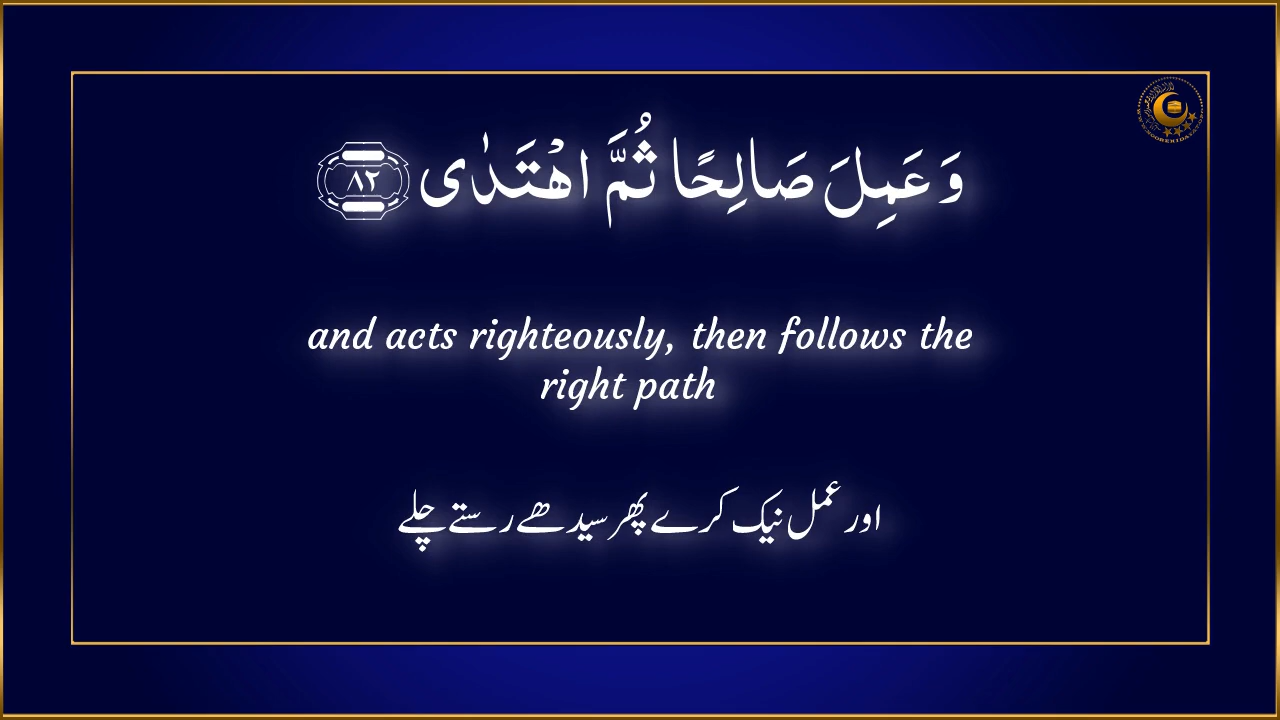 وَعَمِلَ صَالِحًا ثُمَّ اهْتَدٰى ﴿٨٢﴾
and acts righteously, then follows the
right path
اور عمل نیک کرے پھر سیدھے رستے چلے